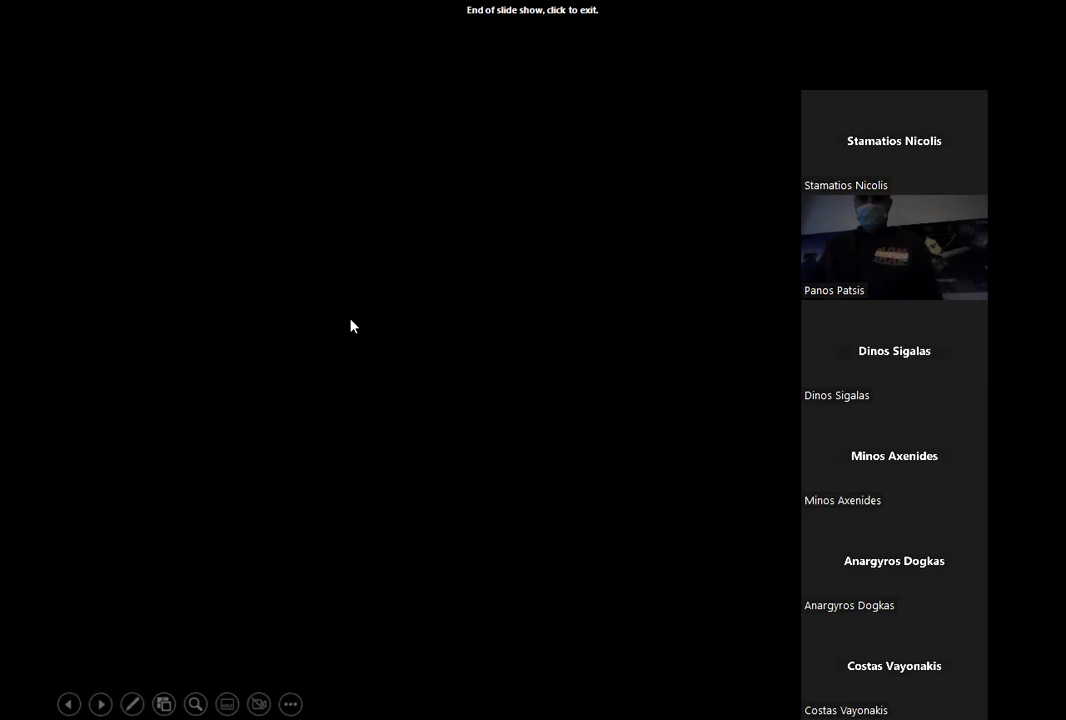 End of slide show, click to exit.
Stamatios Nicolis
Stamatios Nicolis
Panos Patsis
Dinos Sigalas
Dinos Sigalas
Minos Axenides
Minos Axenides
Anargyros Dogkas
Anargyros Dogkas
Costas Vayonakis
Costas Vayonakis